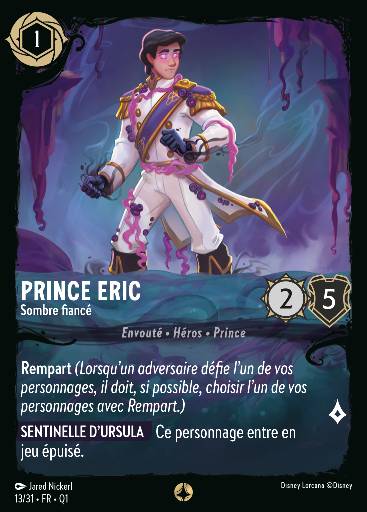 1
PRINCE ERIC
Sombre fiancé
2
5
Envoûté • Héros • Prince
Rempart (Lorsqu'un adversaire défie l'un de vos
personnages, il doit, si possible, choisir l'un de vos
personnages avec Rempart.)
SENTINELLE D'URSULA Ce personnage entre en
jeu épuisé.
Jared Nickerl
13/31 • FR • Q1
Disney Lorcana ©Disney